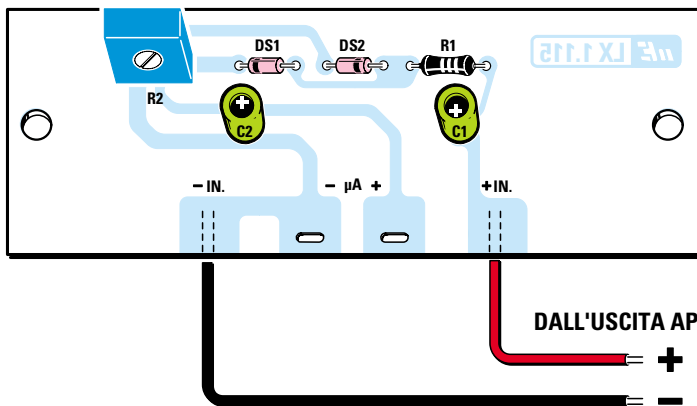 DS1 DS2 R1
LX 1.115
R2
C2 C1
– IN. – µA + +IN.
DALL'USCITA AP
+
–